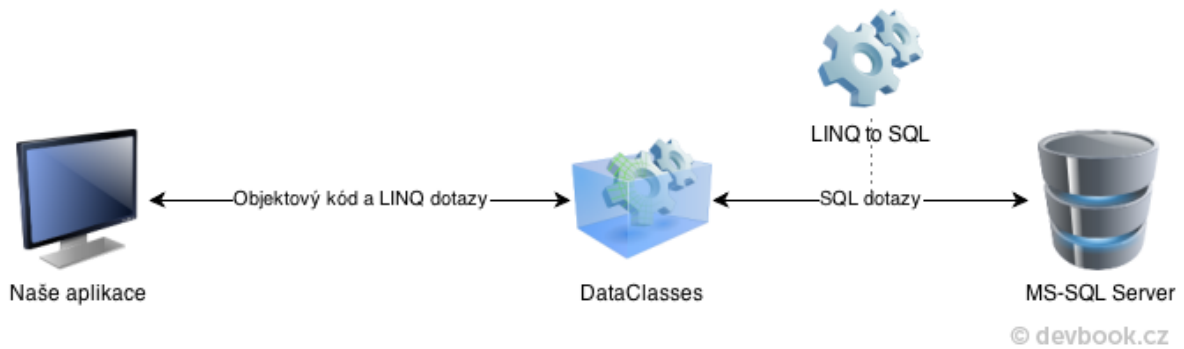 LINQ to SQL
Objektový kód a LINQ dotazy
SQL dotazy
Naše aplikace
DataClasses
MS-SQL Server
© devbook.cz